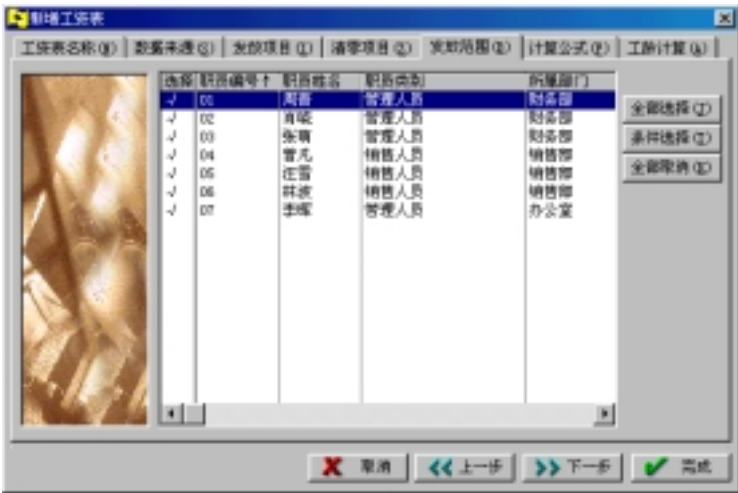 新增工资表
工资表名称(N) 数据来源(S) 发放项目(I) 清零项目(Z) 发放范围(R) 计算公式(F) 工龄计算(A)
选择 职员编号↑ 职员姓名 职员类别 所属部门
√ 01 周蓉 管理人员 财务部
√ 02 肖晓 管理人员 财务部
√ 03 张萌 管理人员 财务部
√ 04 曾凡 销售人员 销售部
√ 05 汪雪 销售人员 销售部
√ 06 林波 销售人员 销售部
√ 07 李辉 管理人员 办公室
全部选择(T)
条件选择(T)
全部取消(E)
取消 上一步 下一步 完成